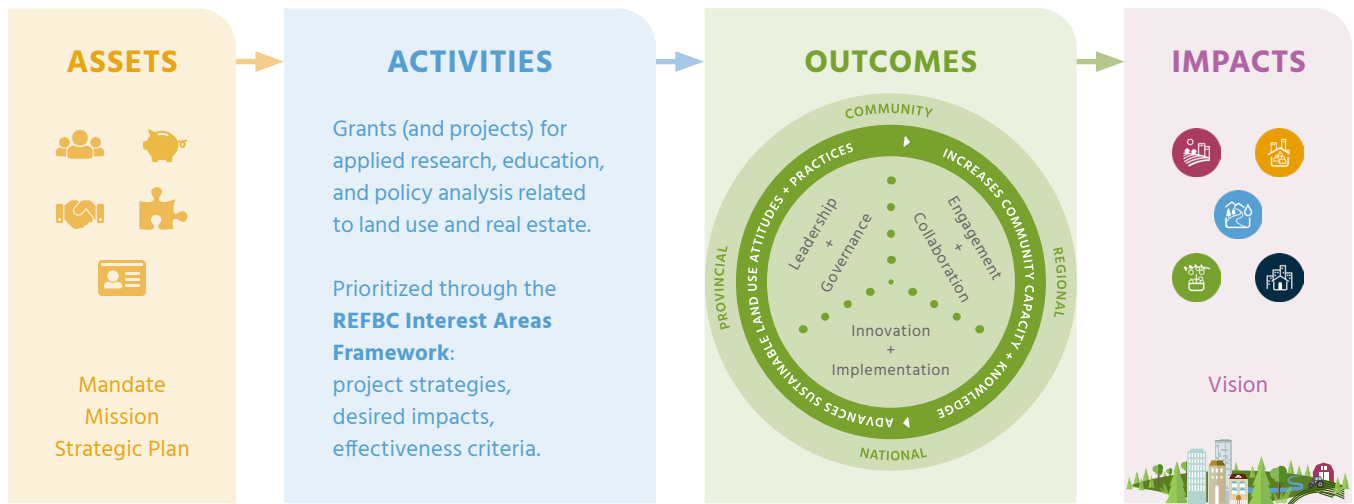 ASSETS
Mandate
Mission
Strategic Plan
ACTIVITIES
Grants (and projects) for
applied research, education,
and policy analysis related
to land use and real estate.
Prioritized through the
REFBC Interest Areas
Framework:
project strategies,
desired impacts,
effectiveness criteria.
OUTCOMES
COMMUNITY
REGIONAL
NATIONAL
PROVINCIAL
INCREASES COMMUNITY CAPACITY + KNOWLEDGE
ADVANCES SUSTAINABLE LAND USE ATTITUDES + PRACTICES
Leadership
+
Governance
Engagement
+
Collaboration
Innovation
+
Implementation
IMPACTS
Vision